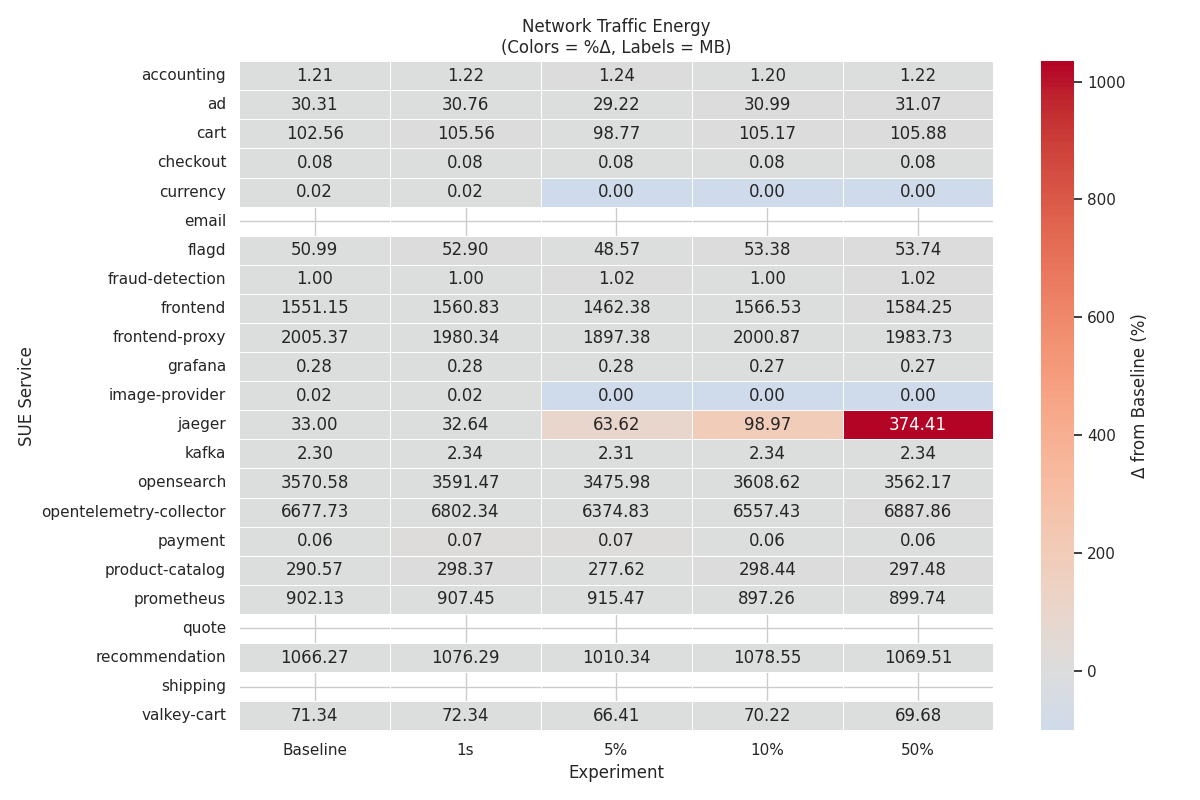 Network Traffic Energy
(Colors = %Δ, Labels = MB)
accounting 1.21 1.22 1.24 1.20 1.22
ad 30.31 30.76 29.22 30.99 31.07
cart 102.56 105.56 98.77 105.17 105.88
checkout 0.08 0.08 0.08 0.08 0.08
currency 0.02 0.02 0.00 0.00 0.00
email
flagd 50.99 52.90 48.57 53.38 53.74
fraud-detection 1.00 1.00 1.02 1.00 1.02
frontend 1551.15 1560.83 1462.38 1566.53 1584.25
frontend-proxy 2005.37 1980.34 1897.38 2000.87 1983.73
grafana 0.28 0.28 0.28 0.27 0.27
image-provider 0.02 0.02 0.00 0.00 0.00
jaeger 33.00 32.64 63.62 98.97 374.41
kafka 2.30 2.34 2.31 2.34 2.34
opensearch 3570.58 3591.47 3475.98 3608.62 3562.17
opentelemetry-collector 6677.73 6802.34 6374.83 6557.43 6887.86
payment 0.06 0.07 0.07 0.06 0.06
product-catalog 290.57 298.37 277.62 298.44 297.48
prometheus 902.13 907.45 915.47 897.26 899.74
quote
recommendation 1066.27 1076.29 1010.34 1078.55 1069.51
shipping
valkey-cart 71.34 72.34 66.41 70.22 69.68
Baseline 1s 5% 10% 50%
Experiment
SUE Service
1000
800
600
400
200
0
Δ from Baseline (%)